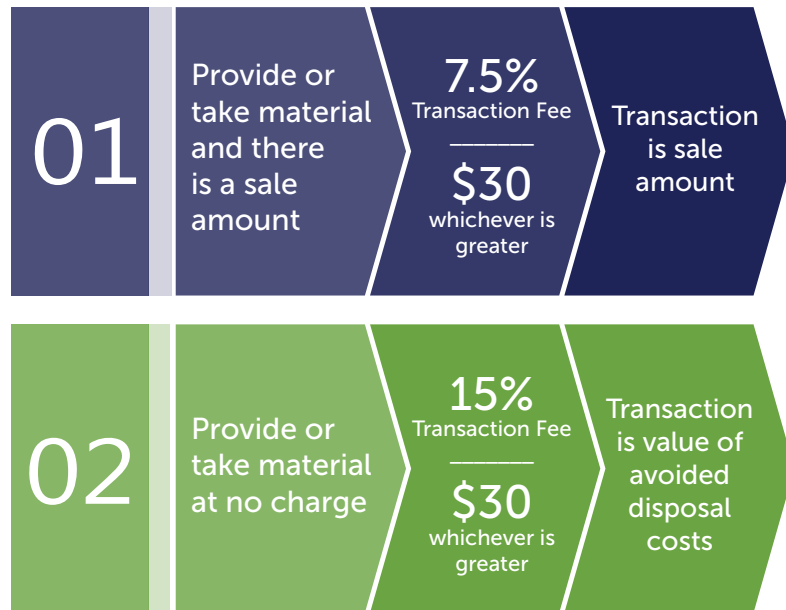 01
Provide or
take material
and there
is a sale
amount
7.5%
Transaction Fee
$30
whichever is
greater
Transaction
is sale
amount
02
Provide or
take material
at no charge
15%
Transaction Fee
$30
whichever is
greater
Transaction
is value of
avoided
disposal
costs